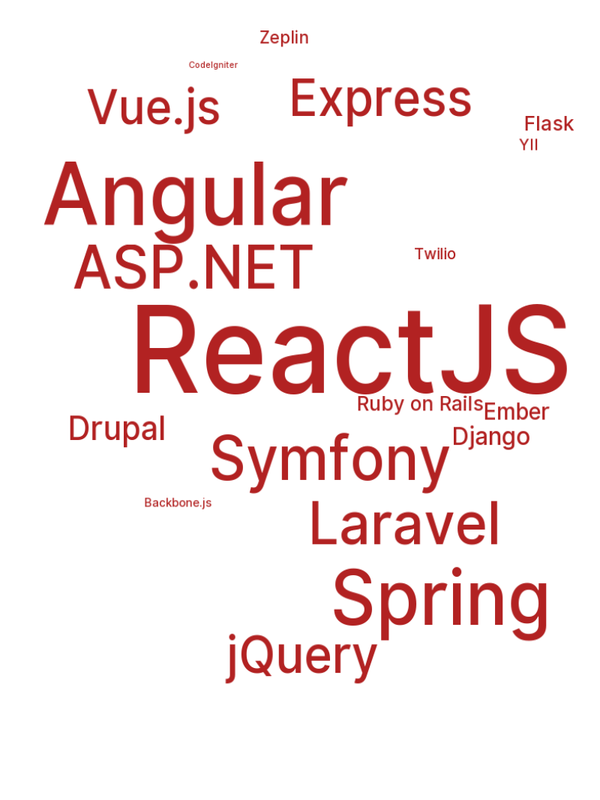 Zeplin
CodeIgniter
Vue.js
Express
Flask
YII
Angular
ASP.NET
Twilio
ReactJS
Ruby on Rails
Ember
Drupal
Django
Symfony
Backbone.js
Laravel
Spring
jQuery